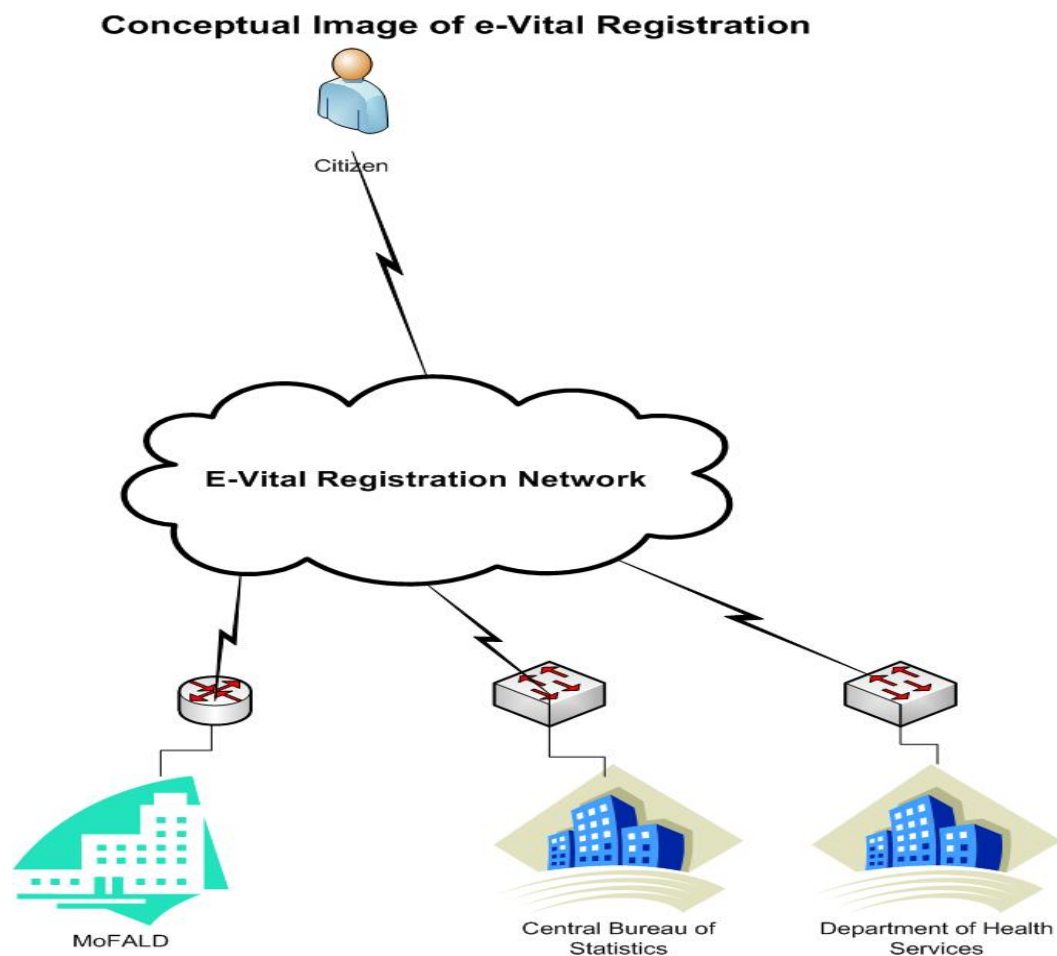 Conceptual Image of e-Vital Registration
Citizen
E-Vital Registration Network
MoFALD
Central Bureau of
Statistics
Department of Health
Services